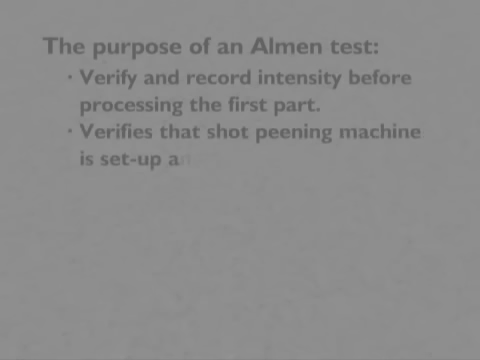 The purpose of an Almen test:
· Verify and record intensity before
processing the first part.
· Verifies that shot peening machine
is set-up an